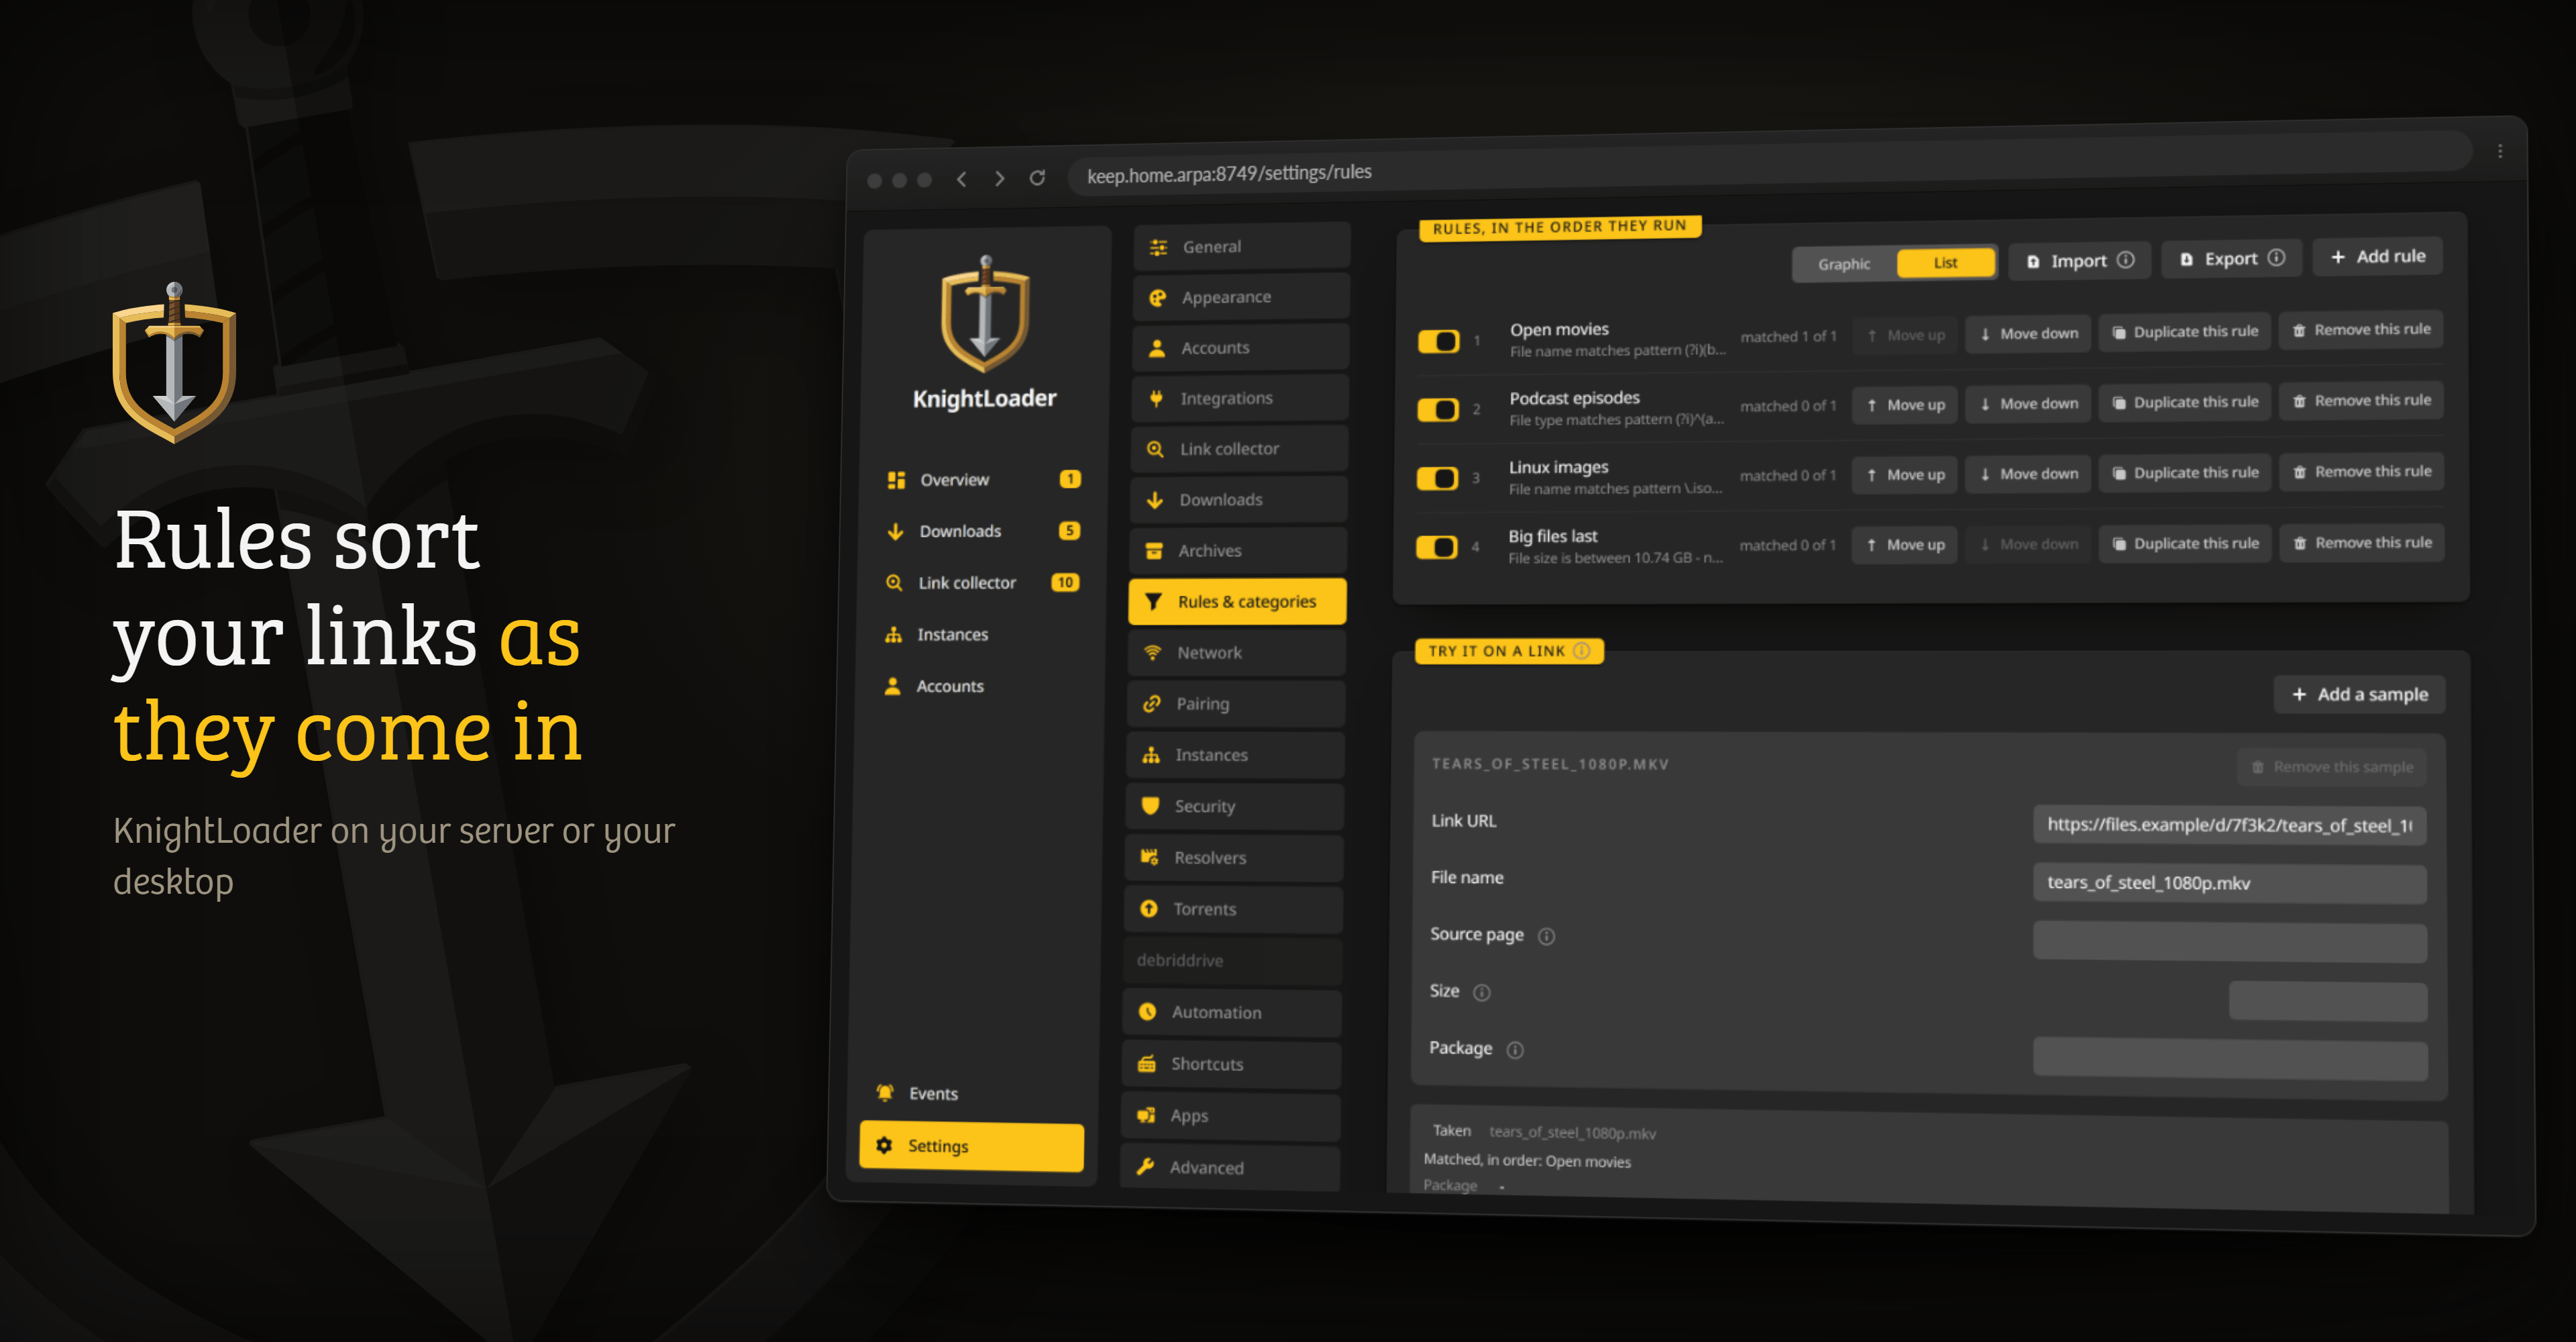 Rules sort
your links as
they come in
KnightLoader on your server or your
desktop
keep.home.arpa:8749/settings/rules
KnightLoader
Overview 1
Downloads 5
Link collector 10
Instances
Accounts
Events
Settings
General
Appearance
Accounts
Integrations
Link collector
Downloads
Archives
Rules & categories
Network
Pairing
Instances
Security
Resolvers
Torrents
debriddrive
Automation
Shortcuts
Apps
Advanced
RULES, IN THE ORDER THEY RUN
Graphic List Import Export + Add rule
1 Open movies matched 1 of 1 Move up Move down Duplicate this rule Remove this rule
File name matches pattern (?i)(b...
2 Podcast episodes matched 0 of 1 Move up Move down Duplicate this rule Remove this rule
File type matches pattern (?i)^(a...
3 Linux images matched 0 of 1 Move up Move down Duplicate this rule Remove this rule
File name matches pattern \.iso...
4 Big files last matched 0 of 1 Move up Move down Duplicate this rule Remove this rule
File size is between 10.74 GB - n...
TRY IT ON A LINK
+ Add a sample
TEARS_OF_STEEL_1080P.MKV Remove this sample
Link URL https://files.example/d/7f3k2/tears_of_steel_1
File name tears_of_steel_1080p.mkv
Source page
Size
Package
Taken tears_of_steel_1080p.mkv
Matched, in order: Open movies
Package -